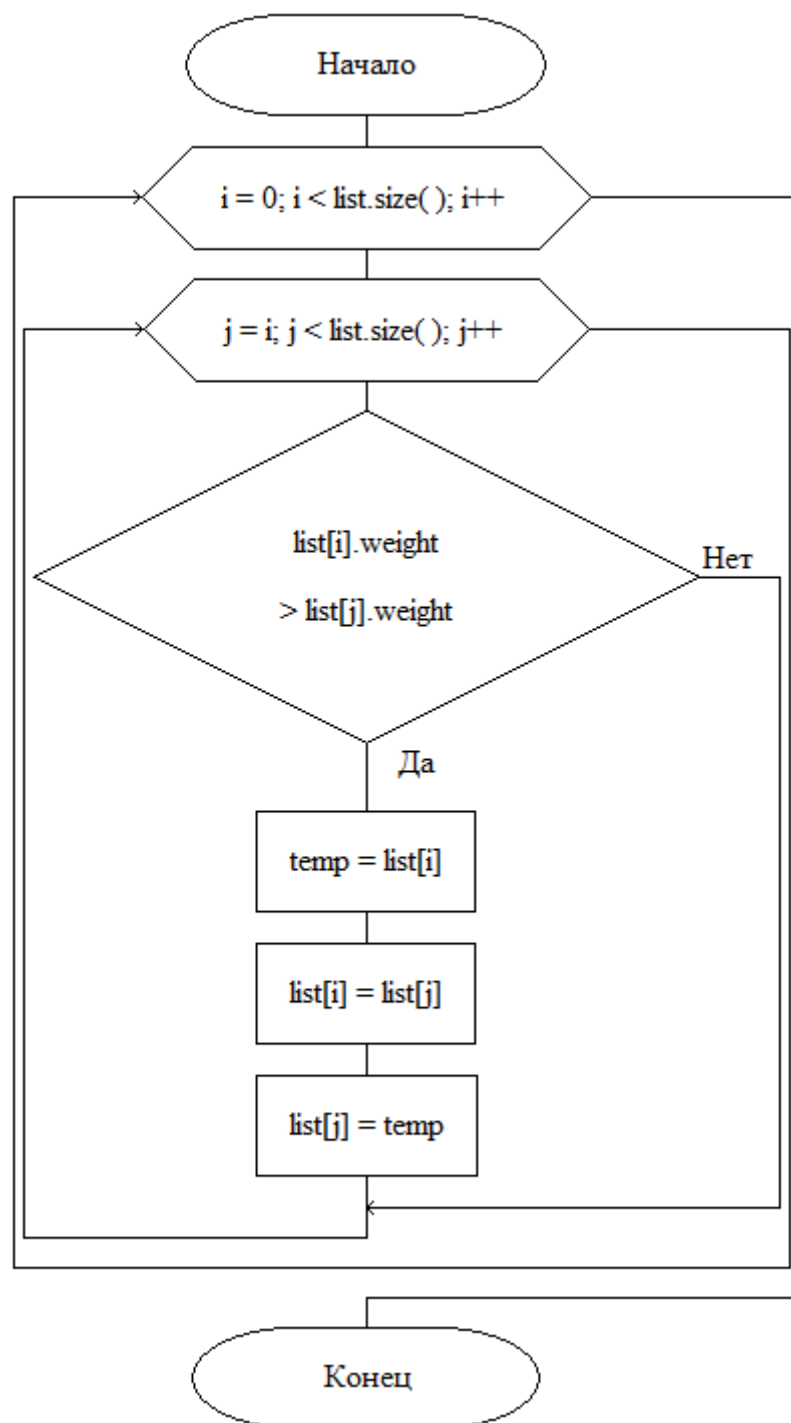 Начало
i = 0; i < list.size( ); i++
j = i; j < list.size( ); j++
list[i].weight
> list[j].weight
Нет
Да
temp = list[i]
list[i] = list[j]
list[j] = temp
Конец